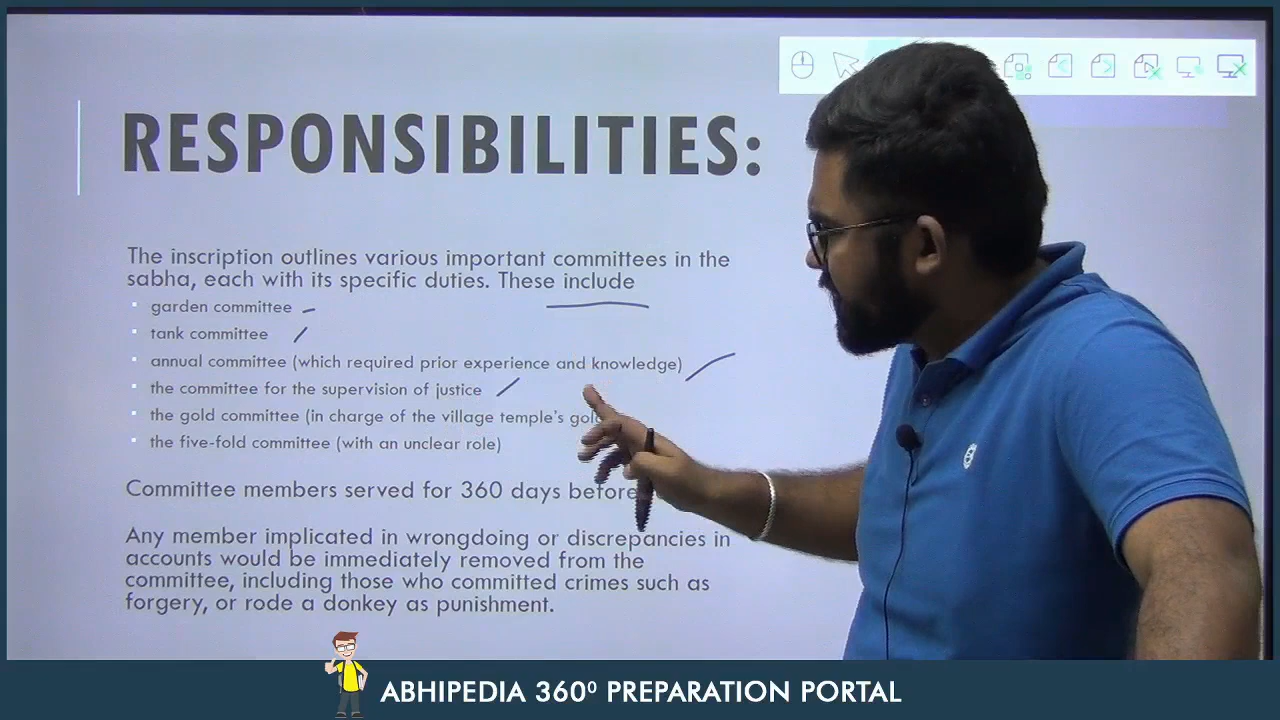 RESPONSIBILITIES:
The inscription outlines various important committees in the
sabha, each with its specific duties. These include
garden committee
tank committee
annual committee (which required prior experience and knowledge)
the committee for the supervision of justice
the gold committee (in charge of the village temple's gold
the five-fold committee (with an unclear role)
Committee members served for 360 days before
Any member implicated in wrongdoing or discrepancies in
accounts would be immediately removed from the
committee, including those who committed crimes such as
forgery, or rode a donkey as punishment.
ABHIPEDIA 360⁰ PREPARATION PORTAL